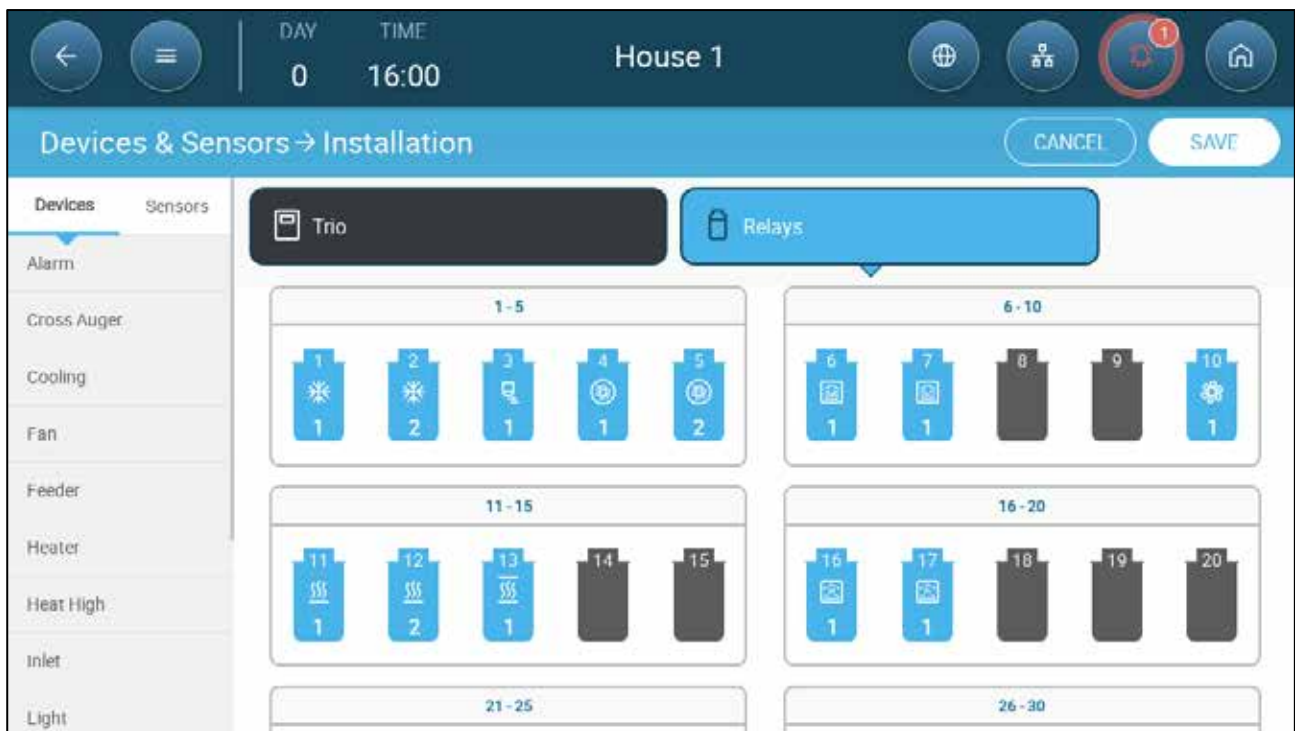 DAY TIME
0 16:00 House 1 1
Devices & Sensors → Installation CANCEL SAVE
Devices Sensors
Trio Relays
Alarm
Cross Auger
Cooling
Fan
Feeder
Heater
Heat High
Inlet
Light
1 - 5
1 2 3 4 5
1 2 1 1 2
6 - 10
6 7 8 9 10
1 1 1
11 - 15
11 12 13 14 15
1 2 1
16 - 20
16 17 18 19 20
1 1
21 - 25
26 - 30